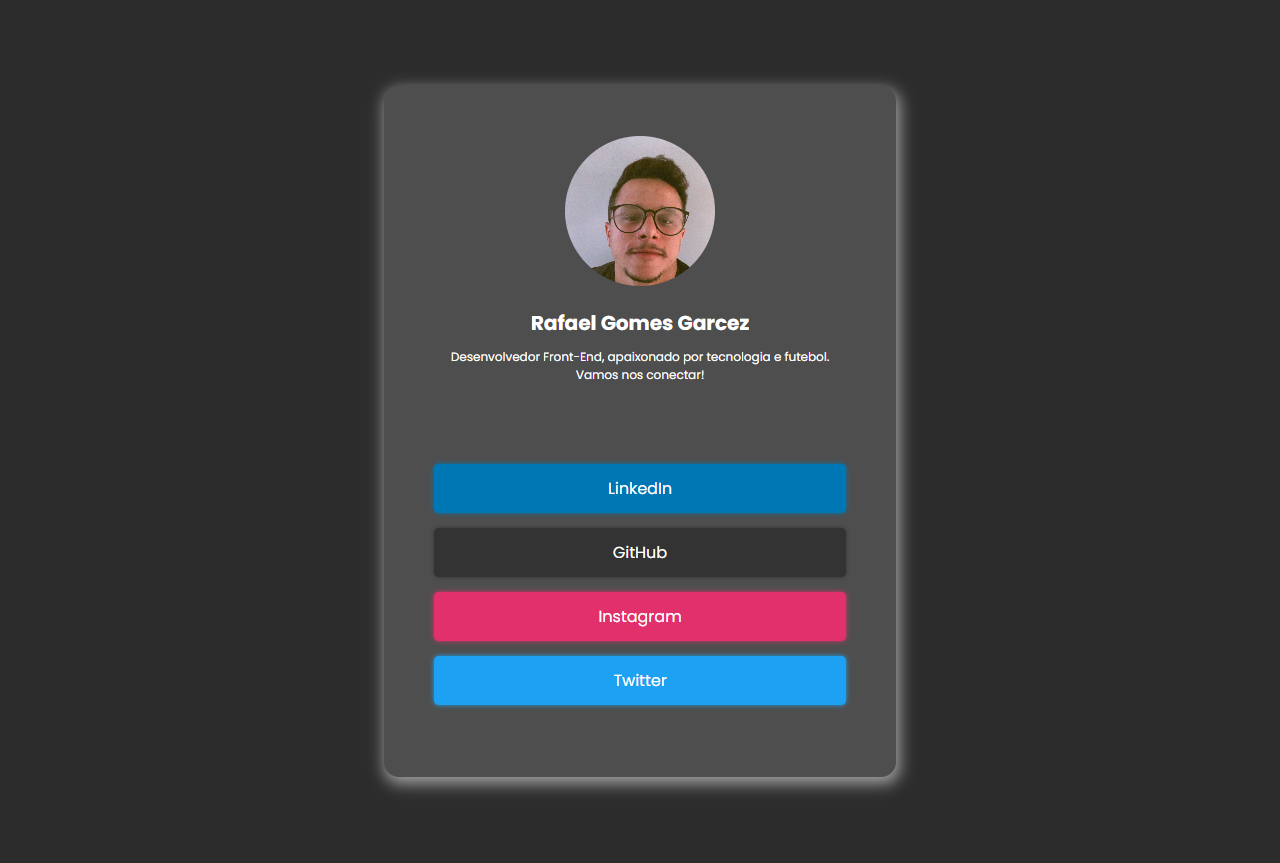 Rafael Gomes Garcez
Desenvolvedor Front-End, apaixonado por tecnologia e futebol.
Vamos nos conectar!
LinkedIn
GitHub
Instagram
Twitter